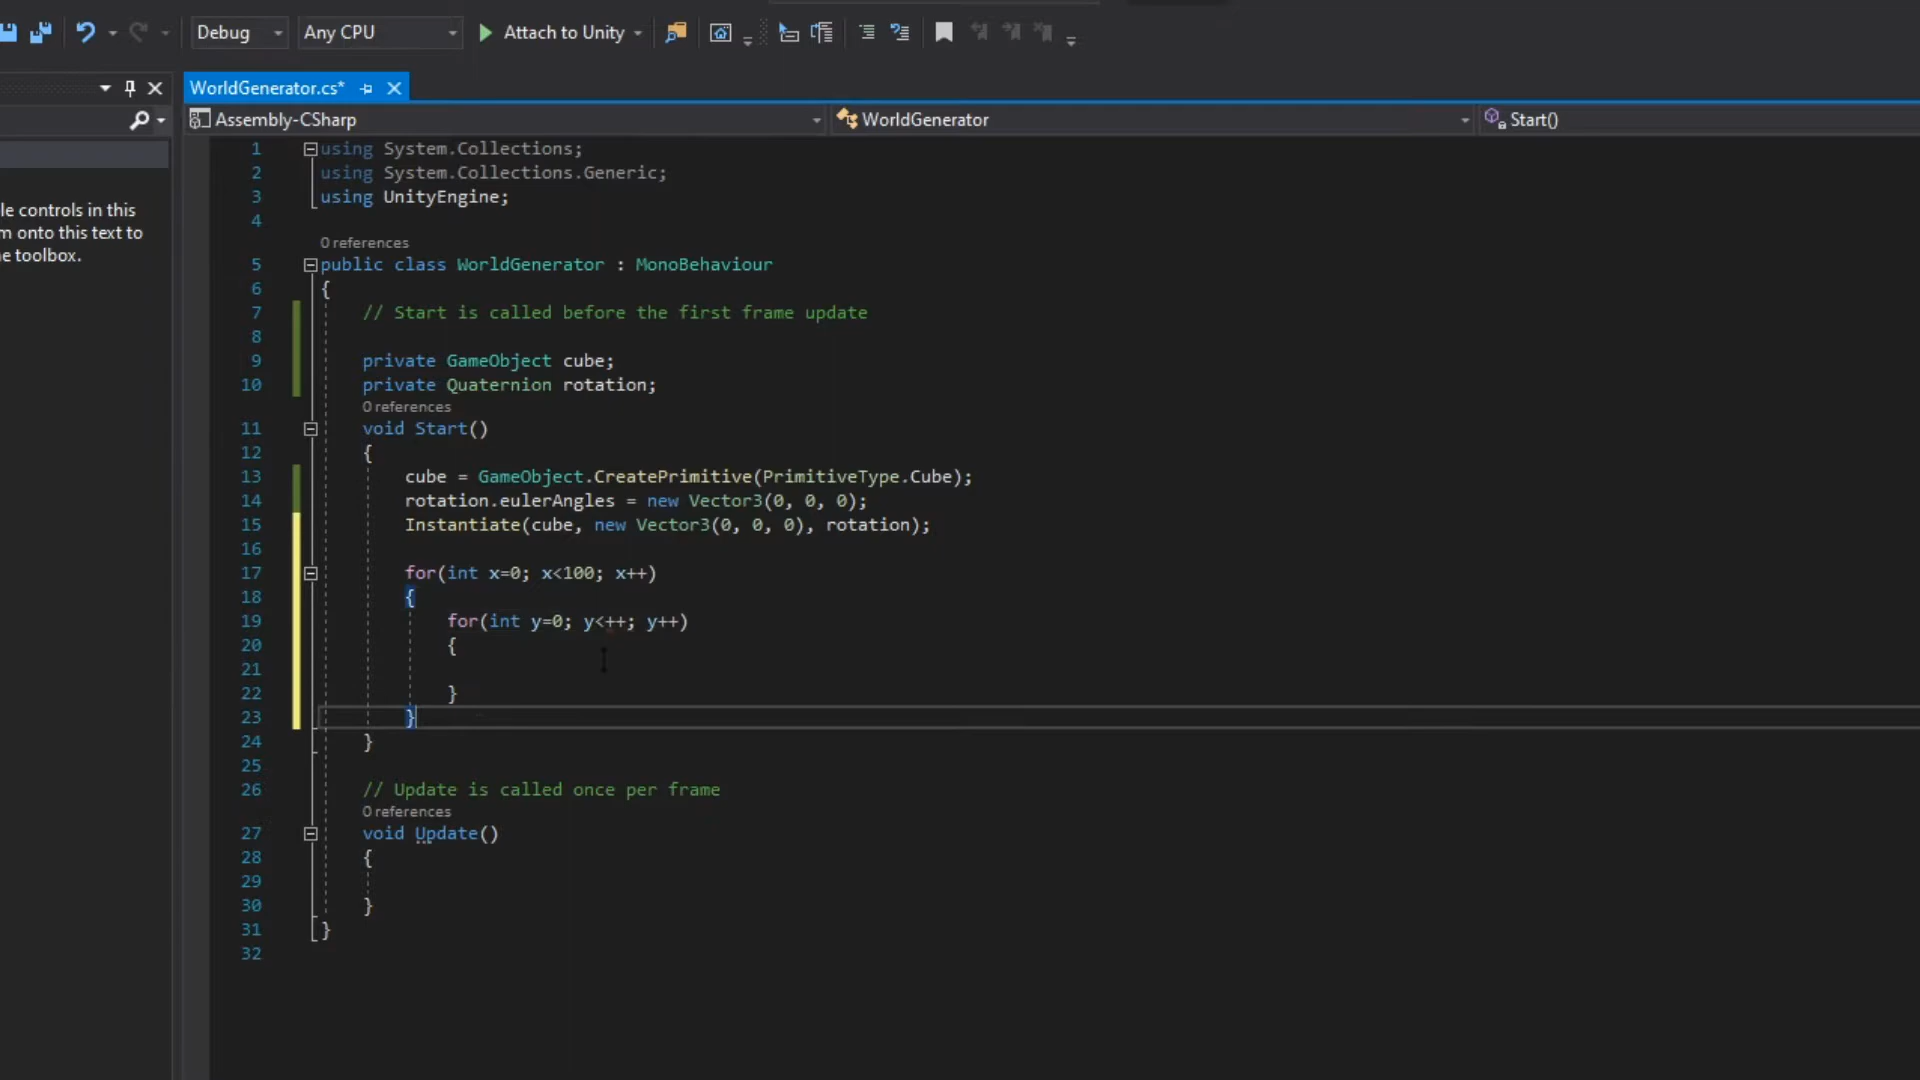 Debug Any CPU Attach to Unity
WorldGenerator.cs*
Assembly-CSharp WorldGenerator Start()
le controls in this
m onto this text to
e toolbox.
1 using System.Collections;
2 using System.Collections.Generic;
3 using UnityEngine;
4
0 references
5 public class WorldGenerator : MonoBehaviour
6 {
7 // Start is called before the first frame update
8
9 private GameObject cube;
10 private Quaternion rotation;
0 references
11 void Start()
12 {
13 cube = GameObject.CreatePrimitive(PrimitiveType.Cube);
14 rotation.eulerAngles = new Vector3(0, 0, 0);
15 Instantiate(cube, new Vector3(0, 0, 0), rotation);
16
17 for(int x=0; x<100; x++)
18 {
19 for(int y=0; y<++; y++)
20 {
21
22 }
23 }
24 }
25
26 // Update is called once per frame
0 references
27 void Update()
28 {
29
30 }
31 }
32